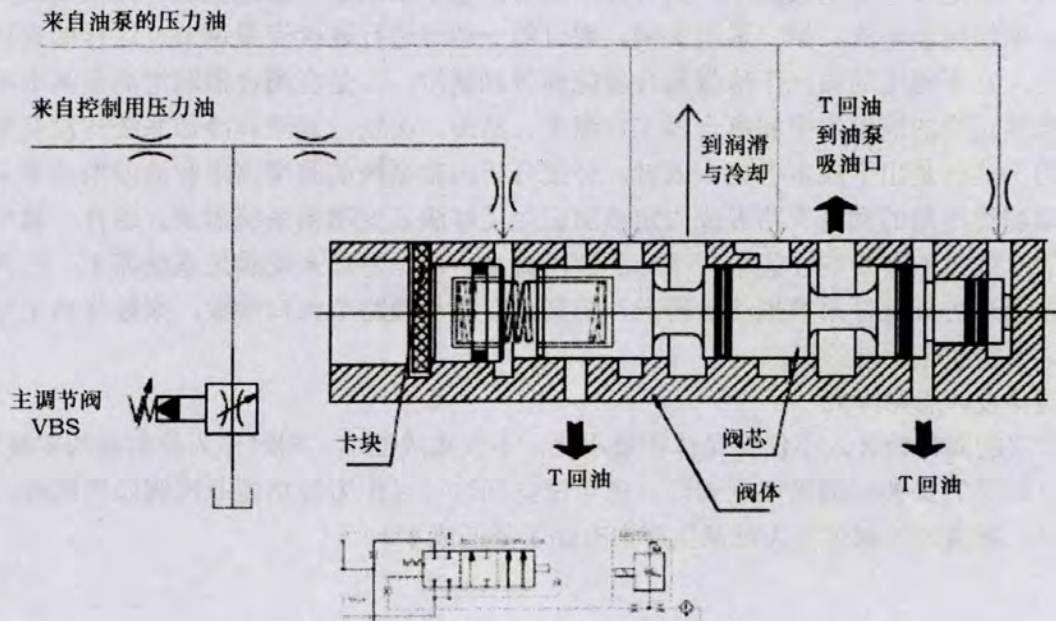 来自油泵的压力油
来自控制用压力油
到润滑
与冷却
T回油
到油泵
吸油口
主调节阀
VBS
卡块
T回油
阀芯
阀体
T回油